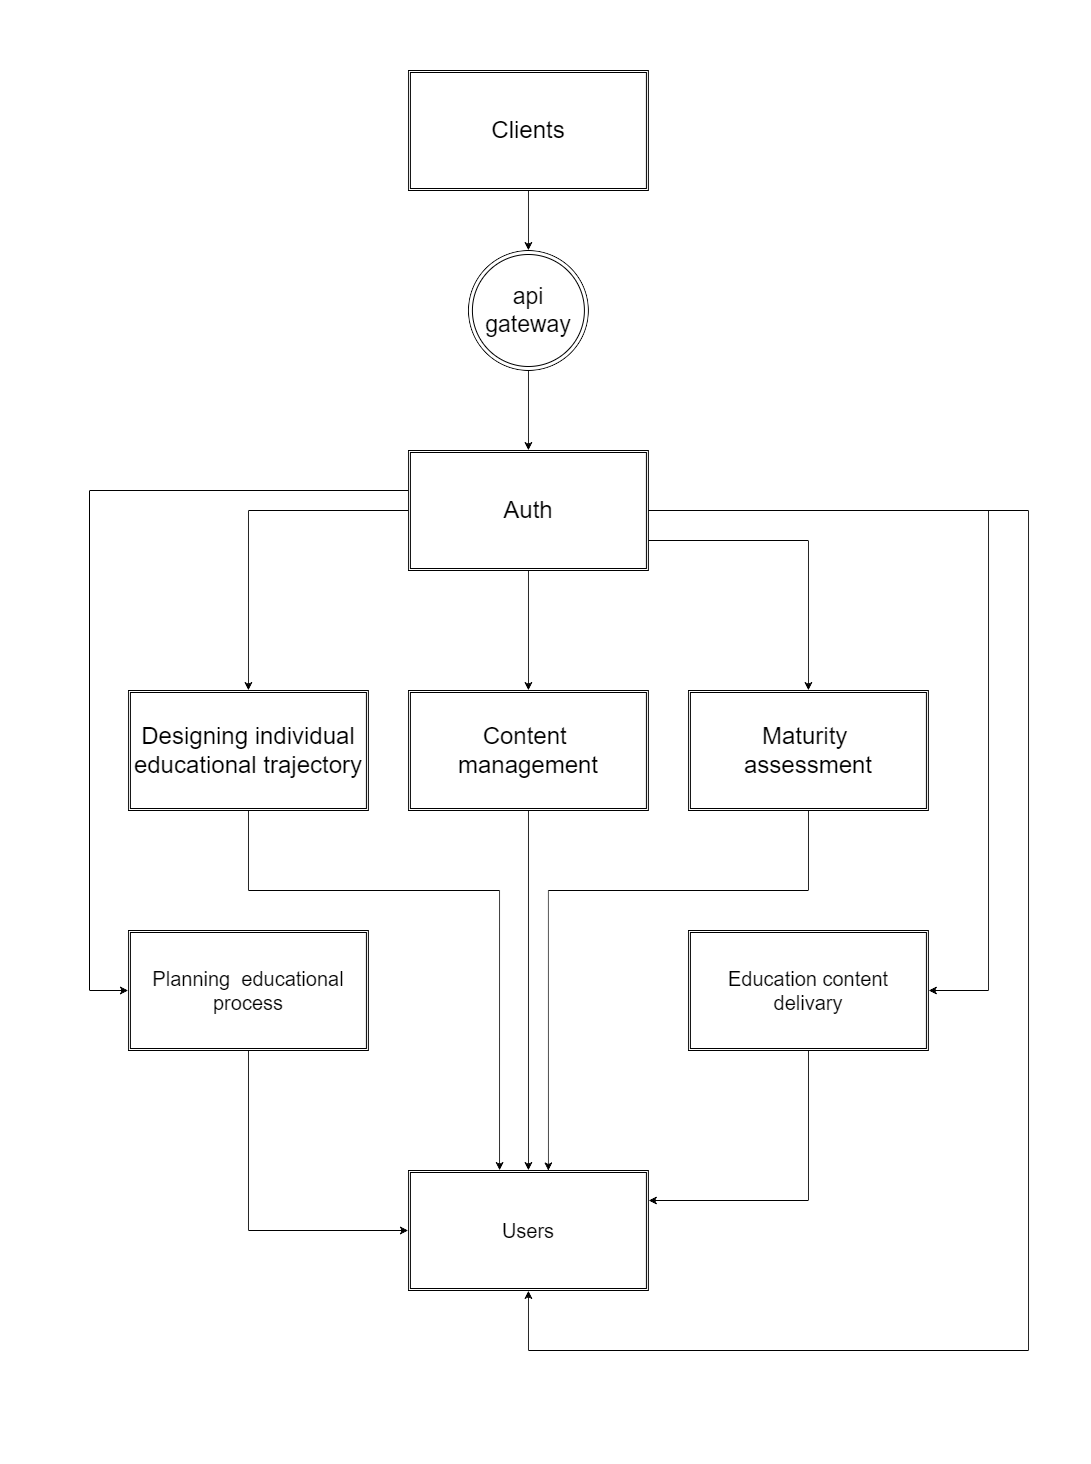 Clients
api
gateway
Auth
Designing individual
educational trajectory
Content
management
Maturity
assessment
Planning  educational
process
Education content
delivary
Users